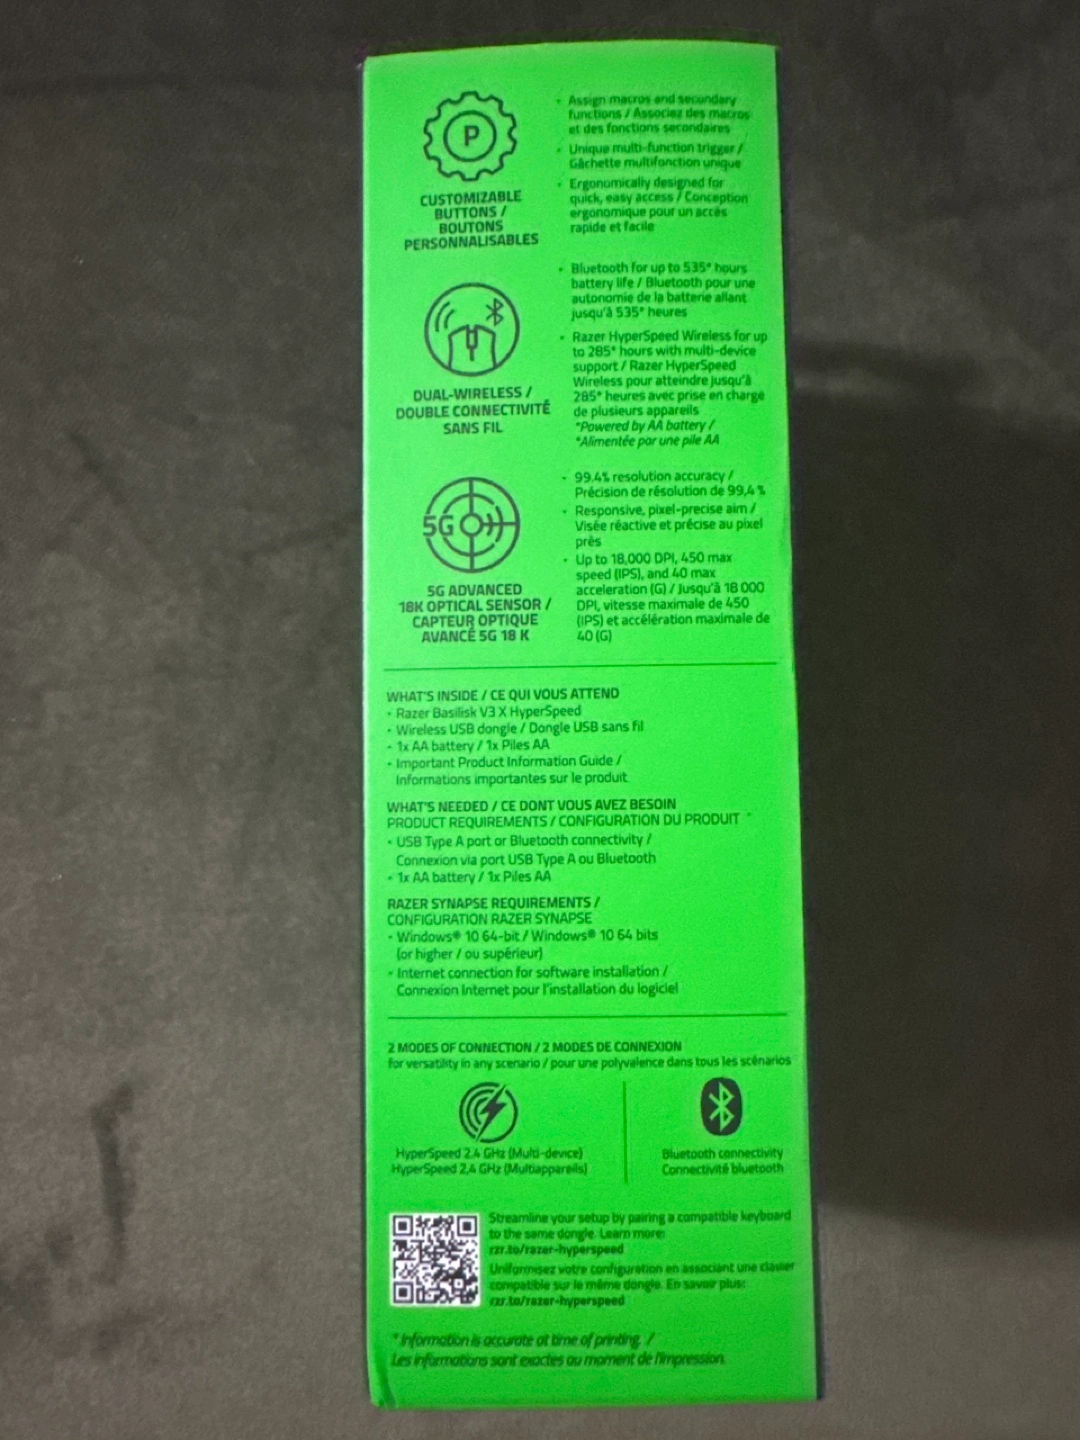 P
CUSTOMIZABLE
BUTTONS /
BOUTONS
PERSONNALISABLES
• Assign macros and secondary
functions / Associez des macros
et des fonctions secondaires
• Unique multi-function trigger /
Gâchette multifonction unique
• Ergonomically designed for
quick, easy access / Conception
ergonomique pour un accès
rapide et facile
DUAL-WIRELESS /
DOUBLE CONNECTIVITÉ
SANS FIL
• Bluetooth for up to 535* hours
battery life / Bluetooth pour une
autonomie de la batterie allant
jusqu'à 535* heures
• Razer HyperSpeed Wireless for up
to 285* hours with multi-device
support / Razer HyperSpeed
Wireless pour atteindre jusqu'à
285* heures avec prise en charge
de plusieurs appareils
*Powered by AA battery /
*Alimentée par une pile AA
5G
5G ADVANCED
18K OPTICAL SENSOR /
CAPTEUR OPTIQUE
AVANCÉ 5G 18 K
• 99.4% resolution accuracy /
Précision de résolution de 99,4 %
• Responsive, pixel-precise aim /
Visée réactive et précise au pixel
près
• Up to 18,000 DPI, 450 max
speed (IPS), and 40 max
acceleration (G) / Jusqu'à 18 000
DPI, vitesse maximale de 450
(IPS) et accélération maximale de
40 (G)
WHAT'S INSIDE / CE QUI VOUS ATTEND
• Razer Basilisk V3 X HyperSpeed
• Wireless USB dongle / Dongle USB sans fil
• 1x AA battery / 1x Piles AA
• Important Product Information Guide /
Informations importantes sur le produit
WHAT'S NEEDED / CE DONT VOUS AVEZ BESOIN
PRODUCT REQUIREMENTS / CONFIGURATION DU PRODUIT
• USB Type A port or Bluetooth connectivity /
Connexion via port USB Type A ou Bluetooth
• 1x AA battery / 1x Piles AA
RAZER SYNAPSE REQUIREMENTS /
CONFIGURATION RAZER SYNAPSE
• Windows® 10 64-bit / Windows® 10 64 bits
(or higher / ou supérieur)
• Internet connection for software installation /
Connexion Internet pour l'installation du logiciel
2 MODES OF CONNECTION / 2 MODES DE CONNEXION
for versatility in any scenario / pour une polyvalence dans tous les scénarios
HyperSpeed 2.4 GHz (Multi-device)
HyperSpeed 2,4 GHz (Multiappareils)
Bluetooth connectivity
Connectivité bluetooth
Streamline your setup by pairing a compatible keyboard
to the same dongle. Learn more:
rzr.to/razer-hyperspeed
Uniformisez votre configuration en associant une clavier
compatible sur le même dongle. En savoir plus:
rzr.to/razer-hyperspeed
* Information is accurate at time of printing. /
Les informations sont exactes au moment de l'impression.